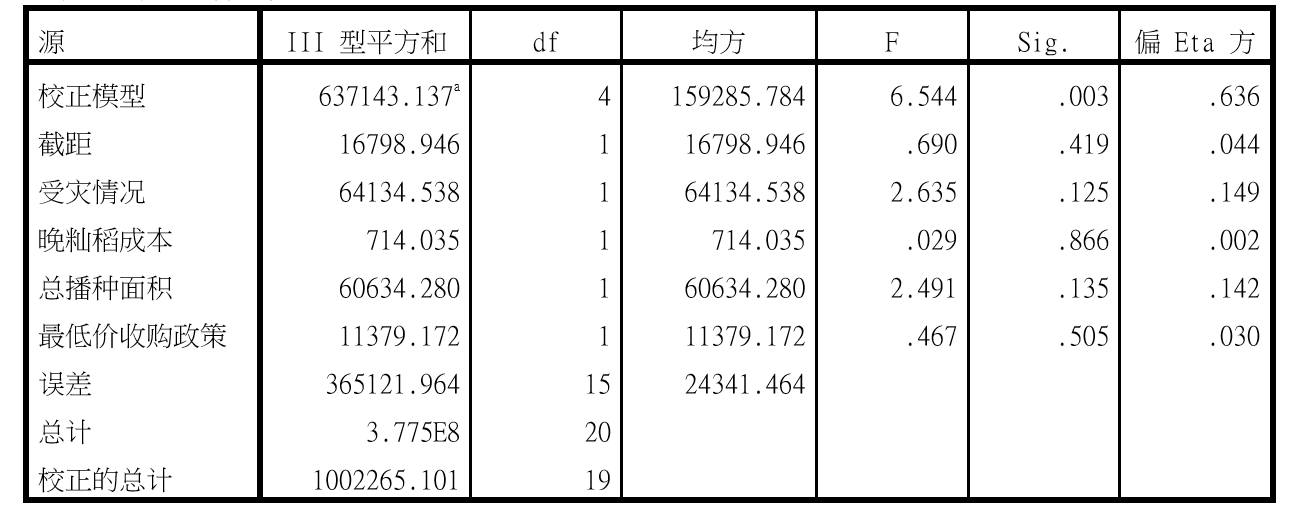 源 III 型平方和 df 均方 F Sig. 偏 Eta 方
校正模型 637143.137ª 4 159285.784 6.544 .003 .636
截距 16798.946 1 16798.946 .690 .419 .044
受灾情况 64134.538 1 64134.538 2.635 .125 .149
晚籼稻成本 714.035 1 714.035 .029 .866 .002
总播种面积 60634.280 1 60634.280 2.491 .135 .142
最低价收购政策 11379.172 1 11379.172 .467 .505 .030
误差 365121.964 15 24341.464
总计 3.775E8 20
校正的总计 1002265.101 19